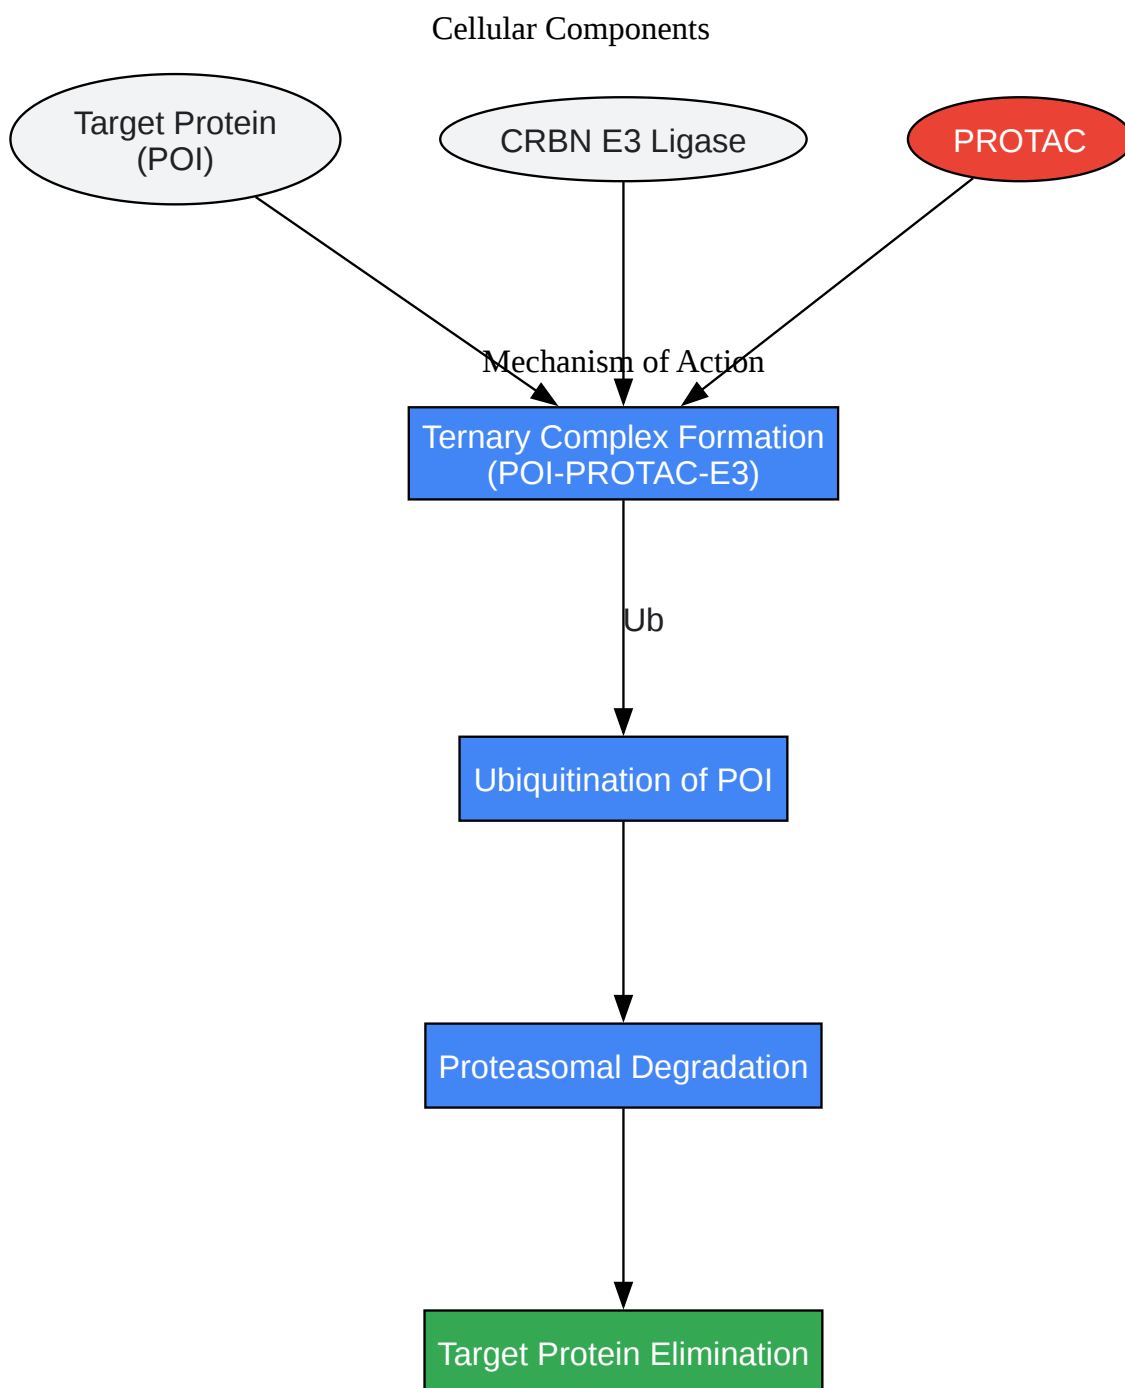 Cellular Components
Target Protein
(POI)
CRBN E3 Ligase
PROTAC
Mechanism of Action
Ternary Complex Formation
(POI-PROTAC-E3)
Ub
Ubiquitination of POI
Proteasomal Degradation
Target Protein Elimination